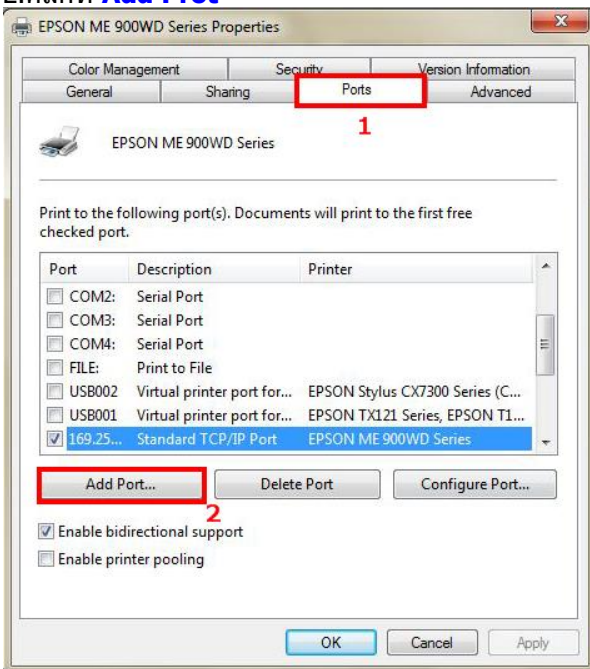 Add Prot
EPSON ME 900WD Series Properties
Color Management Security Version Information
General Sharing Ports Advanced
1
EPSON ME 900WD Series
Print to the following port(s). Documents will print to the first free
checked port.
Port Description Printer
COM2: Serial Port
COM3: Serial Port
COM4: Serial Port
FILE: Print to File
USB002 Virtual printer port for... EPSON Stylus CX7300 Series (C...
USB001 Virtual printer port for... EPSON TX121 Series, EPSON T1...
169.25... Standard TCP/IP Port EPSON ME 900WD Series
Add Port... Delete Port Configure Port...
2
Enable bidirectional support
Enable printer pooling
OK Cancel Apply